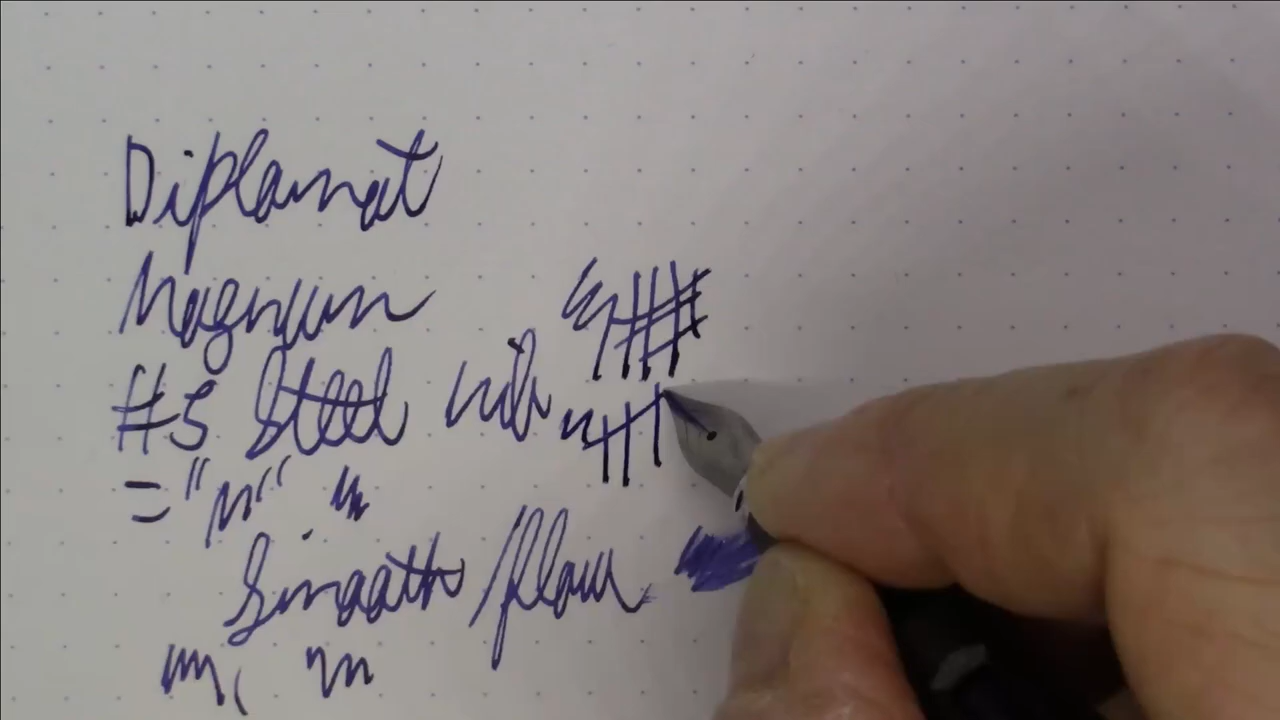 Diplomat
Magnum
#5 Steel nib
= "M"
Smooth / flow